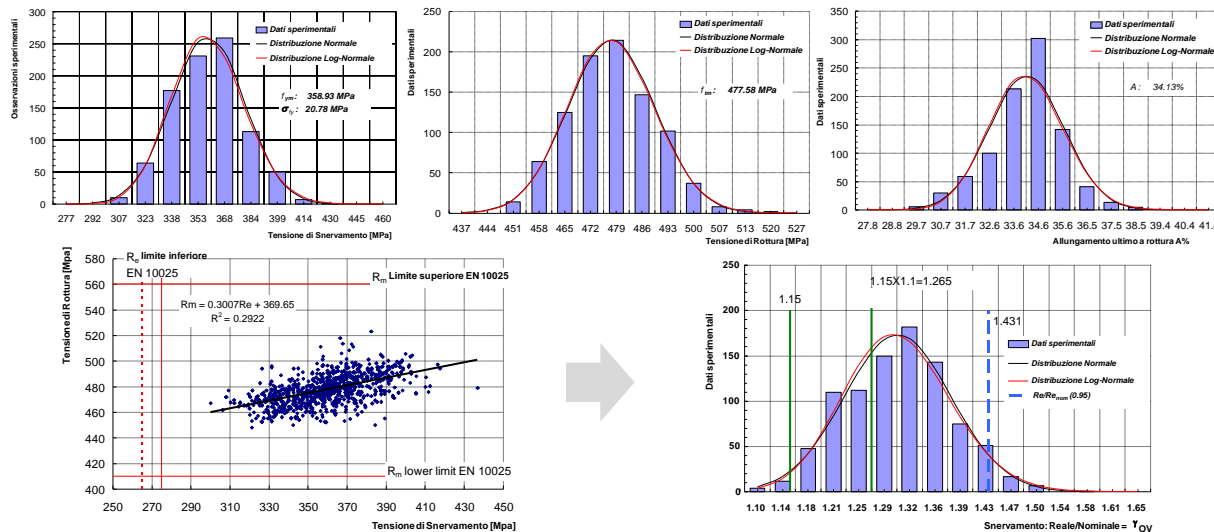 Osservazioni sperimentali
300
250
200
150
100
50
0
Dati sperimentali
Distribuzione Normale
Distribuzione Log-Normale
fym : 358.93 MPa
σfy : 20.78 MPa
277 292 307 323 338 353 368 384 399 414 430 445 460
Tensione di Snervamento [MPa]
Dati sperimentali
250
200
150
100
50
0
Dati sperimentali
Distribuzione Normale
Distribuzione Log-Normale
477.58 MPa
437 444 451 458 465 472 479 486 493 500 507 513 520 527
Tensione di Rottura [MPa]
Dati sperimentali
350
300
250
200
150
100
50
0
Dati sperimentali
Distribuzione Normale
Distribuzione Log-Normale
A : 34.13%
27.8 28.8 29.7 30.7 31.7 32.6 33.6 34.6 35.6 36.5 37.5 38.5 39.4 40.4
Allungamento ultimo a rottura A%
Tensione di Rottura [Mpa]
580
560
540
520
500
480
460
440
420
400
Re limite inferiore
EN 10025
Rm Limite superiore EN 10025
Rm = 0.3007Re + 369.65
R2 = 0.2922
Rm lower limit EN 10025
250 270 290 310 330 350 370 390 410 430 450
Tensione di Snervamento [Mpa]
Dati sperimentali
250
200
150
100
50
0
1.15
1.15X1.1=1.265
1.431
Dati sperimentali
Distribuzione Normale
Distribuzione Log-Normale
Re/Renom (0.95)
1.10 1.14 1.18 1.21 1.25 1.29 1.32 1.36 1.39 1.43 1.47 1.50 1.54 1.58 1.61 1.65
Snervamento: Reale/Nominale = γOV